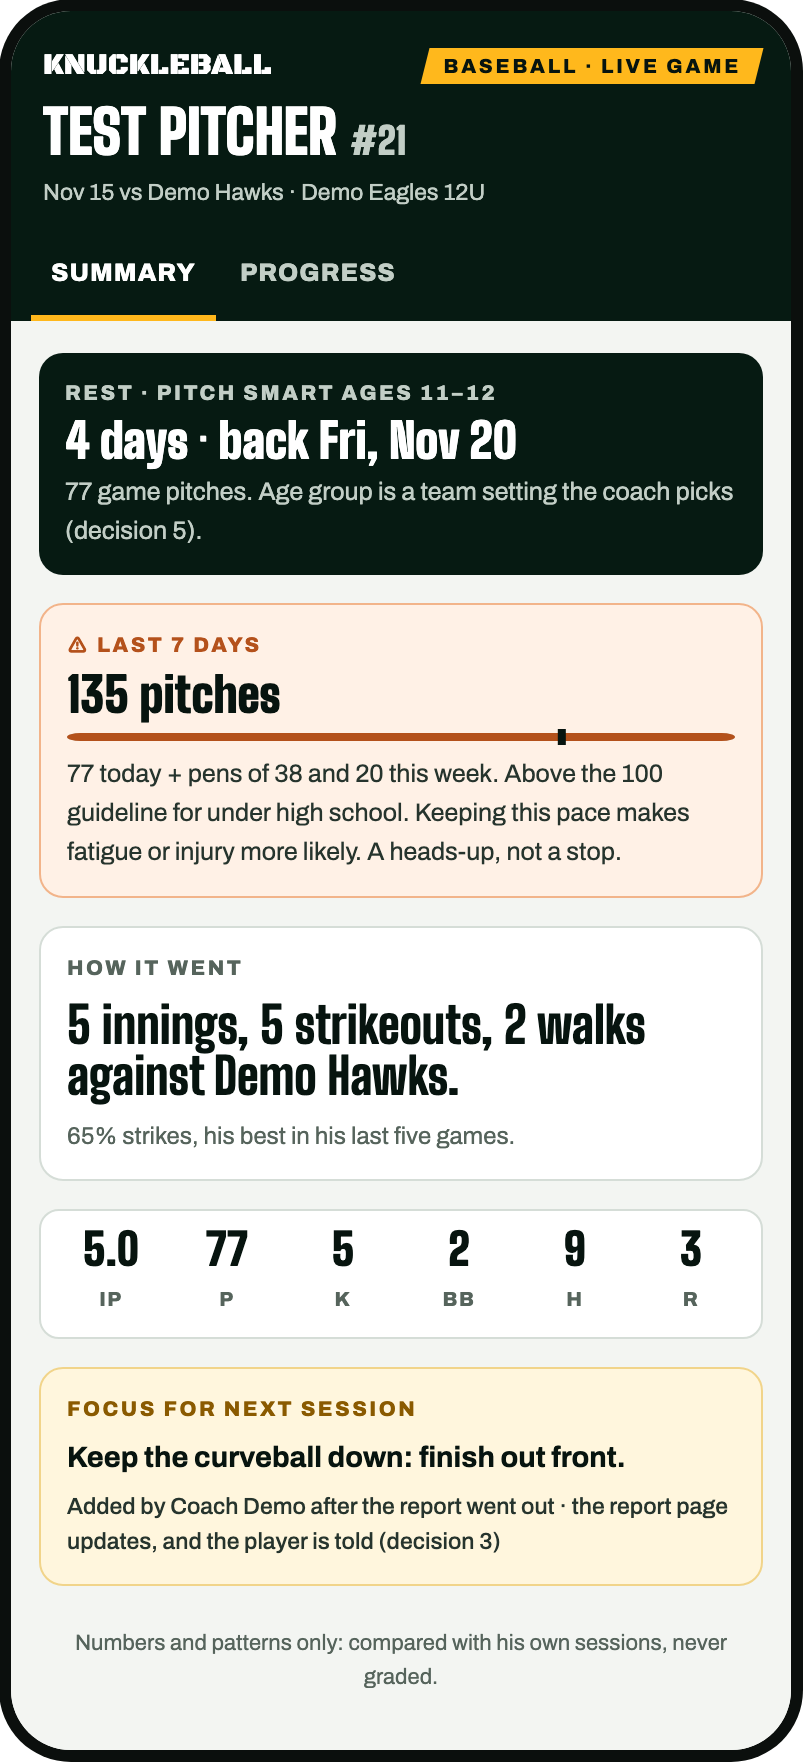 KNUCKLEBALL
BASEBALL · LIVE GAME
TEST PITCHER #21
Nov 15 vs Demo Hawks · Demo Eagles 12U
SUMMARY PROGRESS
REST · PITCH SMART AGES 11–12
4 days · back Fri, Nov 20
77 game pitches. Age group is a team setting the coach picks
(decision 5).
⚠ LAST 7 DAYS
135 pitches
77 today + pens of 38 and 20 this week. Above the 100
guideline for under high school. Keeping this pace makes
fatigue or injury more likely. A heads-up, not a stop.
HOW IT WENT
5 innings, 5 strikeouts, 2 walks
against Demo Hawks.
65% strikes, his best in his last five games.
5.0 77 5 2 9 3
IP P K BB H R
FOCUS FOR NEXT SESSION
Keep the curveball down: finish out front.
Added by Coach Demo after the report went out · the report page
updates, and the player is told (decision 3)
Numbers and patterns only: compared with his own sessions, never
graded.